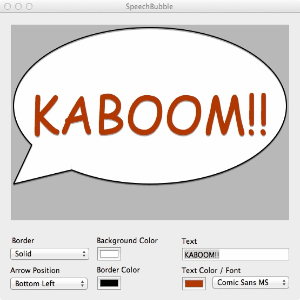 SpeechBubble
KABOOM!!
Border
Background Color
Text
Solid
KABOOM!!
Arrow Position
Border Color
Text Color / Font
Bottom Left
Comic Sans MS